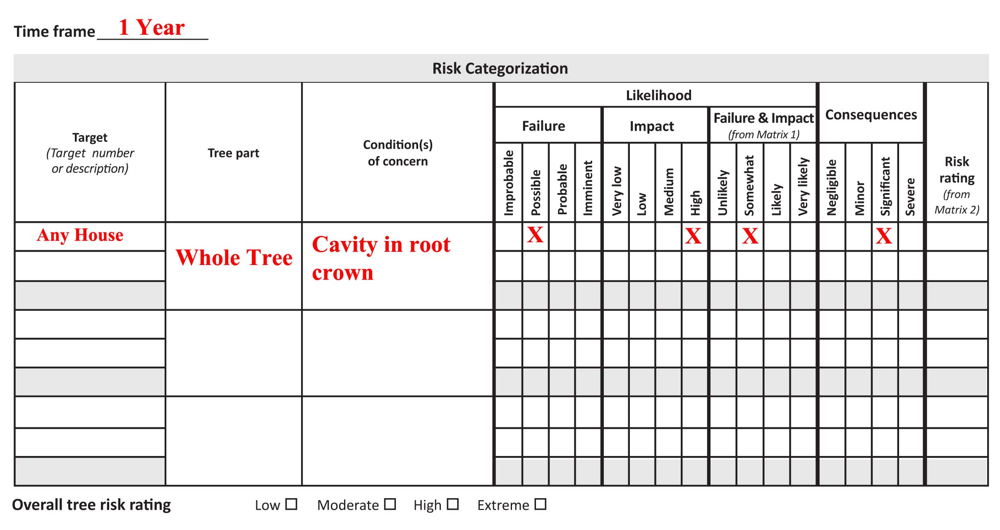 Time frame 1 Year
Risk Categorization
Target
(Target number
or description)
Tree part
Condition(s)
of concern
Likelihood
Failure
Impact
Failure & Impact
(from Matrix 1)
Consequences
Improbable
Possible
Probable
Imminent
Very low
Low
Medium
High
Unlikely
Somewhat
Likely
Very likely
Negligible
Minor
Significant
Severe
Risk
rating
(from
Matrix 2)
Any House
Whole Tree
Cavity in root
crown
X X X X
Overall tree risk rating Low Moderate High Extreme